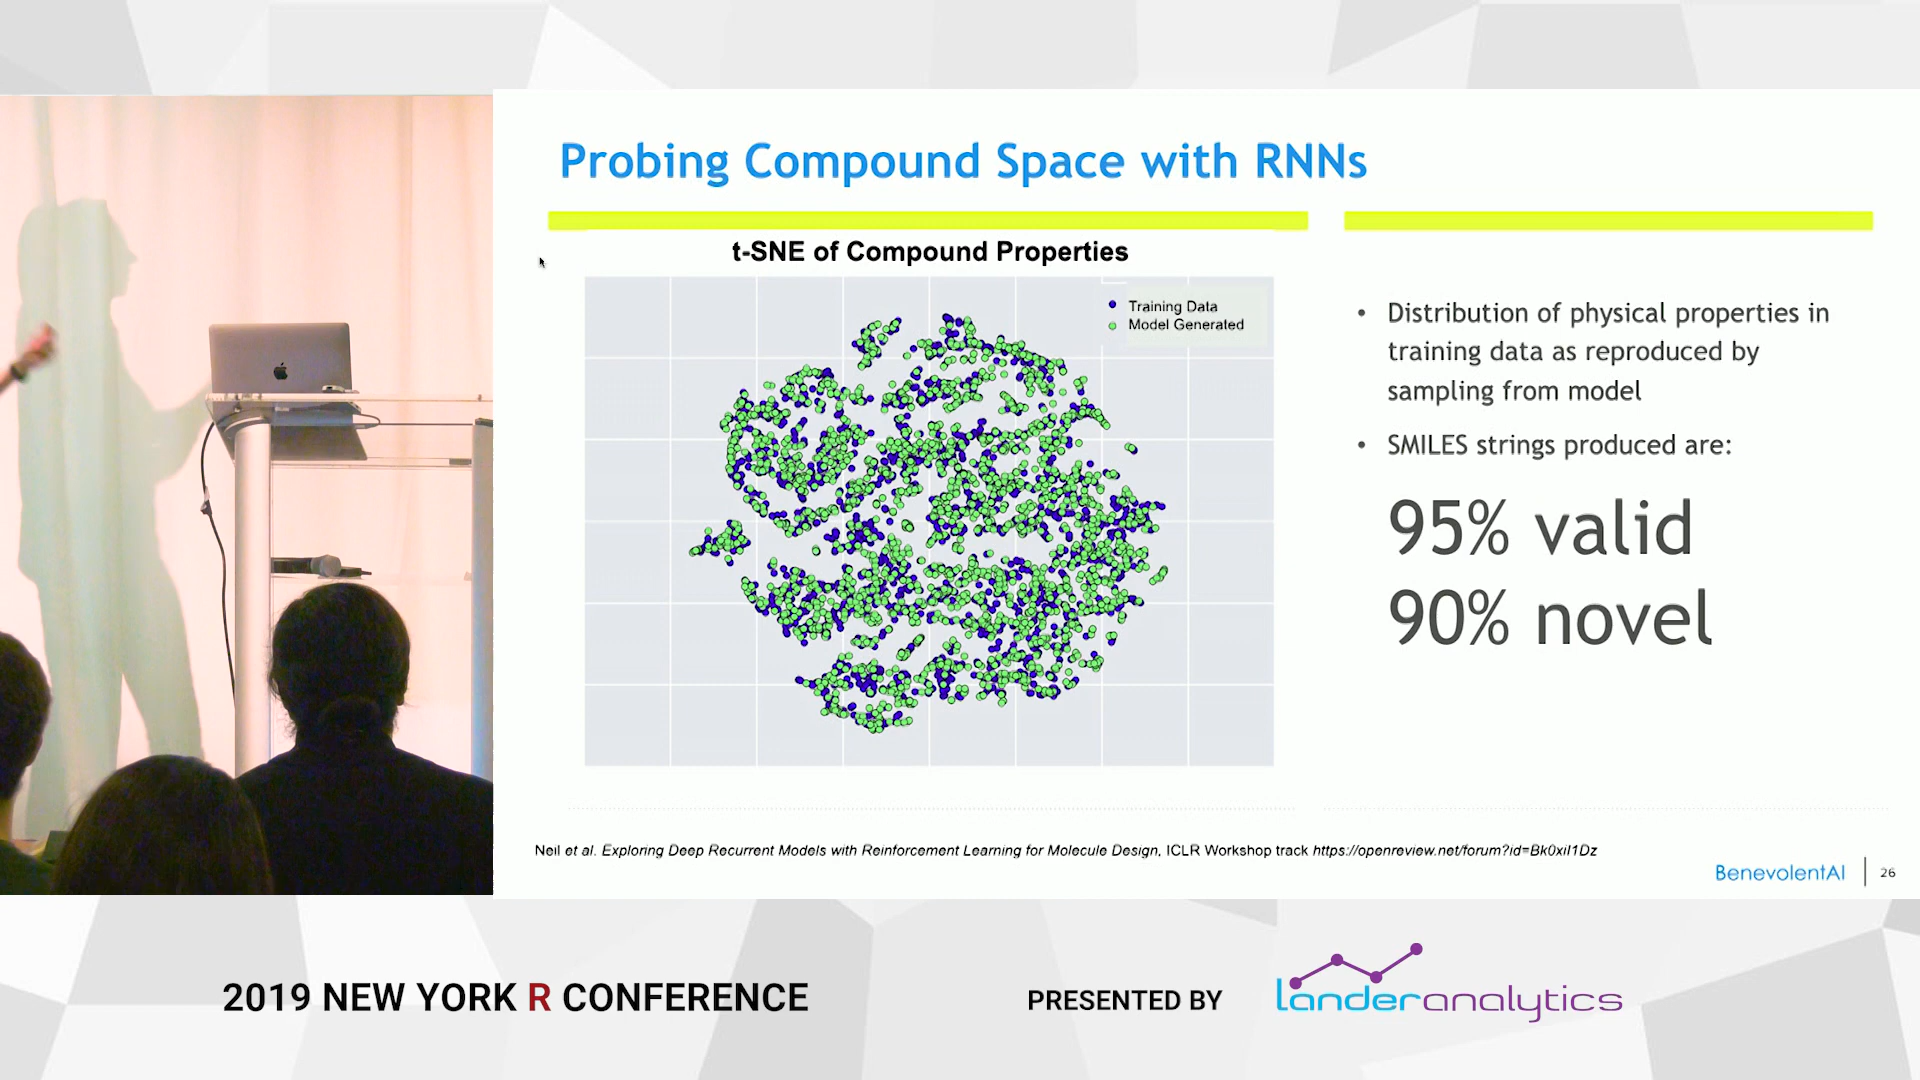 Probing Compound Space with RNNs
t-SNE of Compound Properties
Training Data
Model Generated
• Distribution of physical properties in
training data as reproduced by
sampling from model
• SMILES strings produced are:
95% valid
90% novel
Neil et al. Exploring Deep Recurrent Models with Reinforcement Learning for Molecule Design, ICLR Workshop track https://openreview.net/forum?id=Bk0xiI1Dz
BenevolentAI | 26
2019 NEW YORK R CONFERENCE
PRESENTED BY
landeranalytics